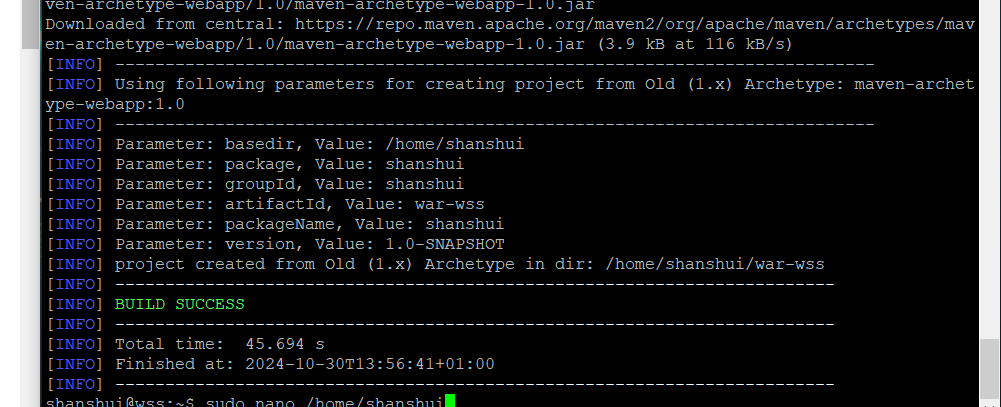 ven-archetype-webapp/1.0/maven-archetype-webapp-1.0.jar
Downloaded from central: https://repo.maven.apache.org/maven2/org/apache/maven/archetypes/mav
en-archetype-webapp/1.0/maven-archetype-webapp-1.0.jar (3.9 kB at 116 kB/s)
[INFO] ----------------------------------------------------------------------------
[INFO] Using following parameters for creating project from Old (1.x) Archetype: maven-archet
ype-webapp:1.0
[INFO] ----------------------------------------------------------------------------
[INFO] Parameter: basedir, Value: /home/shanshui
[INFO] Parameter: package, Value: shanshui
[INFO] Parameter: groupId, Value: shanshui
[INFO] Parameter: artifactId, Value: war-wss
[INFO] Parameter: packageName, Value: shanshui
[INFO] Parameter: version, Value: 1.0-SNAPSHOT
[INFO] project created from Old (1.x) Archetype in dir: /home/shanshui/war-wss
[INFO] ------------------------------------------------------------------------
[INFO] BUILD SUCCESS
[INFO] ------------------------------------------------------------------------
[INFO] Total time:  45.694 s
[INFO] Finished at: 2024-10-30T13:56:41+01:00
[INFO] ------------------------------------------------------------------------
shanshui@wss:~$ sudo nano /home/shanshui